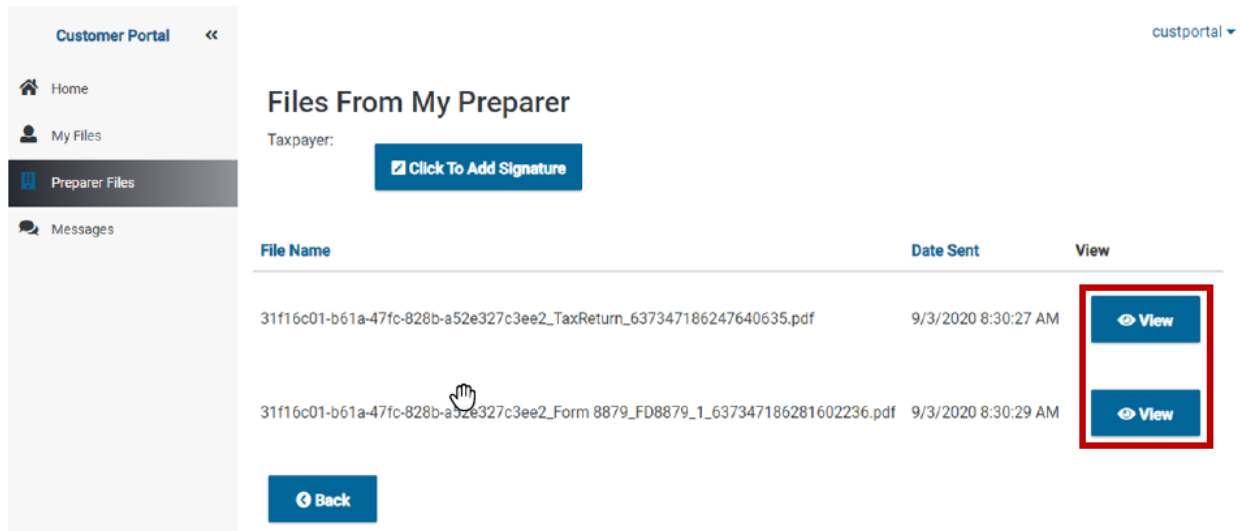 Customer Portal «
custportal
Home
My Files
Preparer Files
Messages
Files From My Preparer
Taxpayer:
Click To Add Signature
File Name Date Sent View
31f16c01-b61a-47fc-828b-a52e327c3ee2_TaxReturn_637347186247640635.pdf 9/3/2020 8:30:27 AM View
31f16c01-b61a-47fc-828b-a52e327c3ee2_Form 8879_FD8879_1_637347186281602236.pdf 9/3/2020 8:30:29 AM View
Back